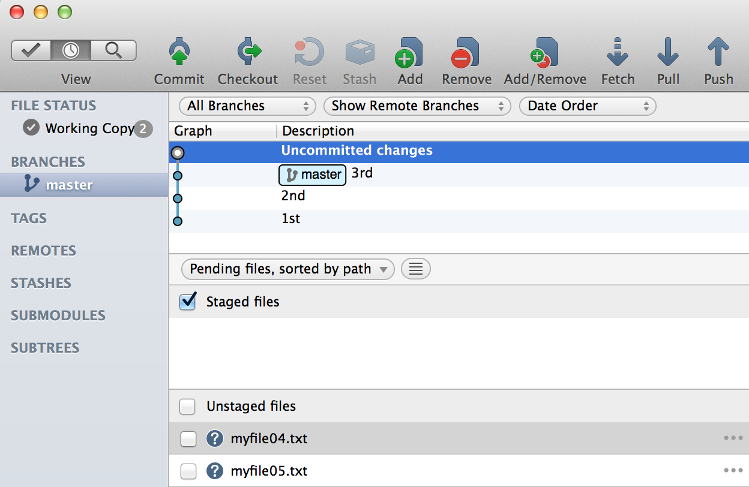 View
Commit
Checkout
Reset
Stash
Add
Remove
Add/Remove
Fetch
Pull
Push
FILE STATUS
Working Copy 2
BRANCHES
master
TAGS
REMOTES
STASHES
SUBMODULES
SUBTREES
All Branches
Show Remote Branches
Date Order
Graph
Description
Uncommitted changes
master 3rd
2nd
1st
Pending files, sorted by path
Staged files
Unstaged files
myfile04.txt
myfile05.txt